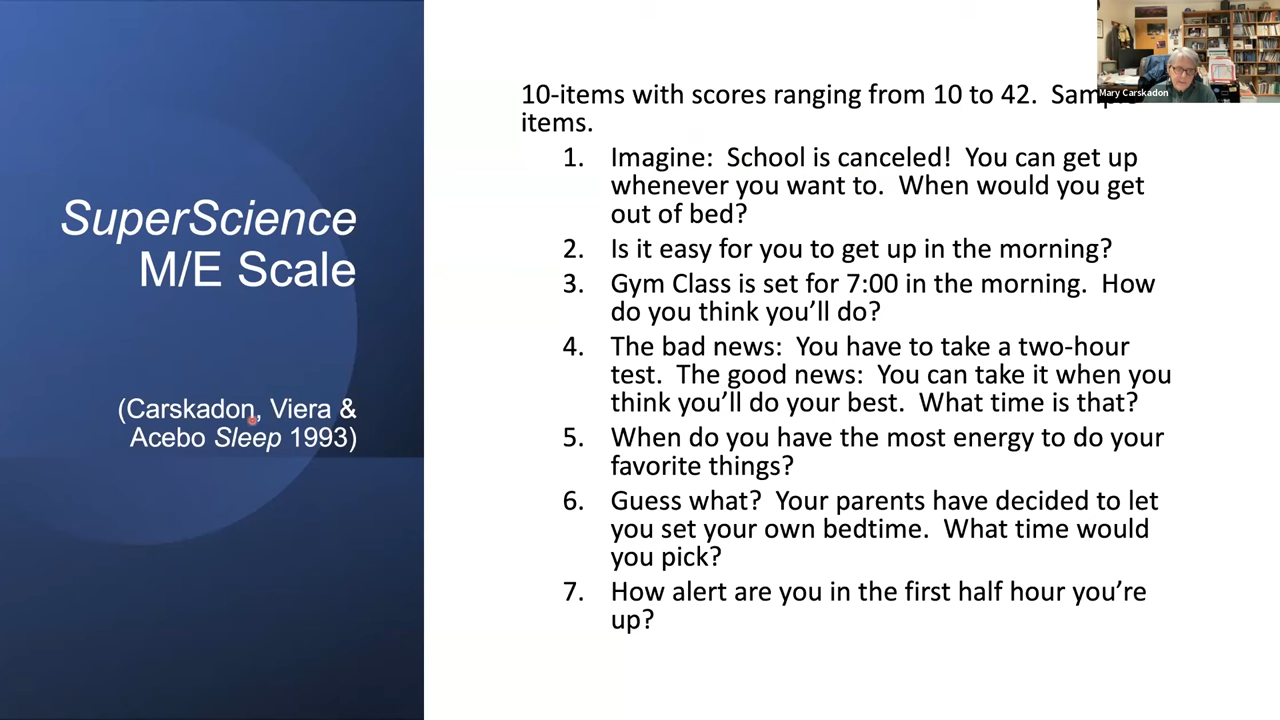 SuperScience
M/E Scale
(Carskadon, Viera &
Acebo Sleep 1993)
10-items with scores ranging from 10 to 42.
items.
1. Imagine: School is canceled! You can get up
whenever you want to. When would you get
out of bed?
2. Is it easy for you to get up in the morning?
3. Gym Class is set for 7:00 in the morning. How
do you think you’ll do?
4. The bad news: You have to take a two-hour
test. The good news: You can take it when you
think you’ll do your best. What time is that?
5. When do you have the most energy to do your
favorite things?
6. Guess what? Your parents have decided to let
you set your own bedtime. What time would
you pick?
7. How alert are you in the first half hour you’re
up?
Mary Carskadon